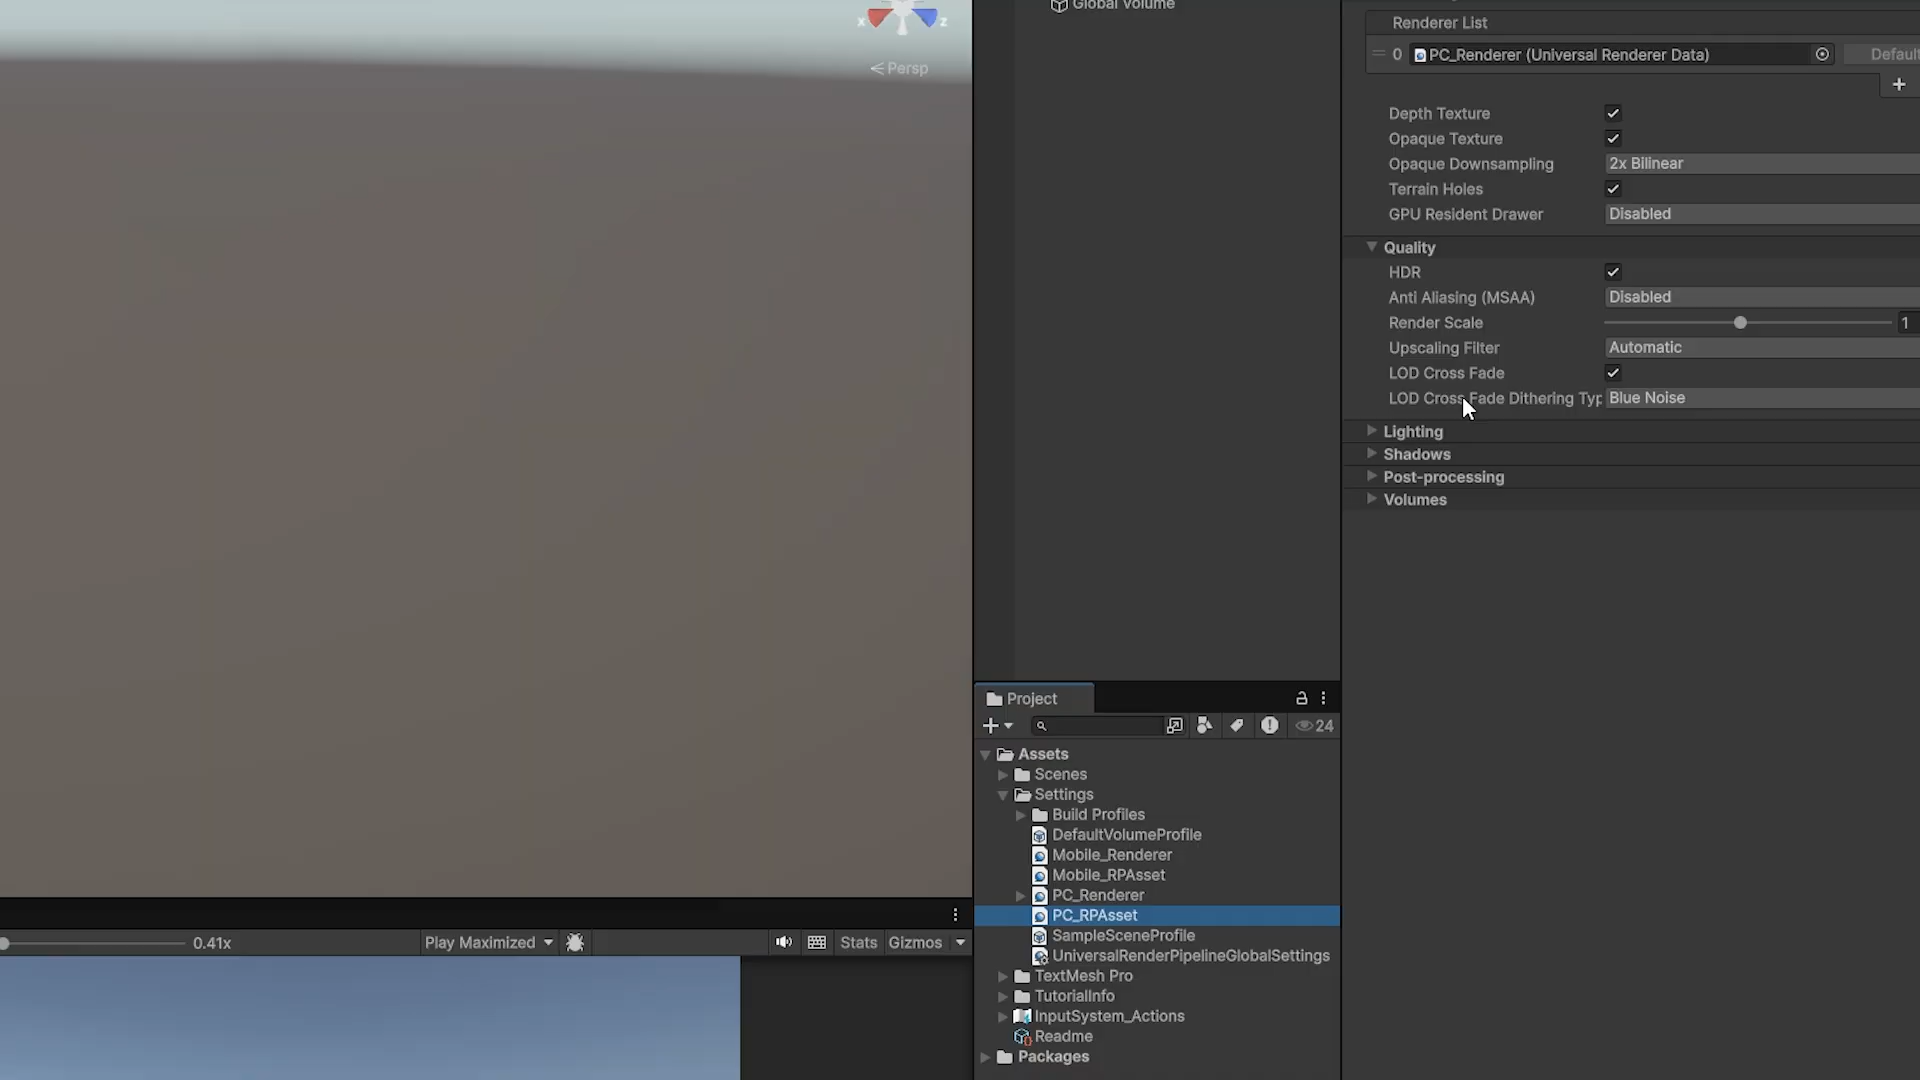 Global Volume
x
z
Persp
Renderer List
0 PC_Renderer (Universal Renderer Data)
Default
+
Depth Texture
Opaque Texture
Opaque Downsampling 2x Bilinear
Terrain Holes
GPU Resident Drawer Disabled
Quality
HDR
Anti Aliasing (MSAA) Disabled
Render Scale 1
Upscaling Filter Automatic
LOD Cross Fade
LOD Cross Fade Dithering Typ Blue Noise
Lighting
Shadows
Post-processing
Volumes
Project
24
Assets
Scenes
Settings
Build Profiles
DefaultVolumeProfile
Mobile_Renderer
Mobile_RPAsset
PC_Renderer
PC_RPAsset
SampleSceneProfile
UniversalRenderPipelineGlobalSettings
TextMesh Pro
TutorialInfo
InputSystem_Actions
Readme
Packages
0.41x
Play Maximized
Stats
Gizmos